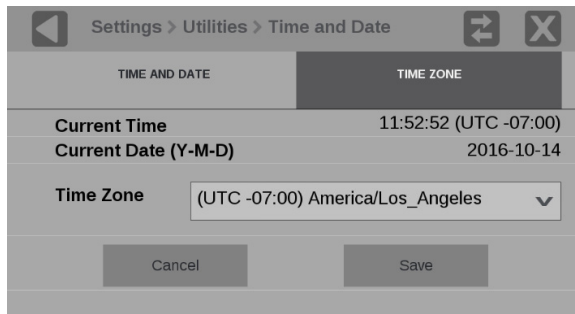 Settings > Utilities > Time and Date
TIME AND DATE
TIME ZONE
Current Time 11:52:52 (UTC -07:00)
Current Date (Y-M-D) 2016-10-14
Time Zone (UTC -07:00) America/Los_Angeles
Cancel Save